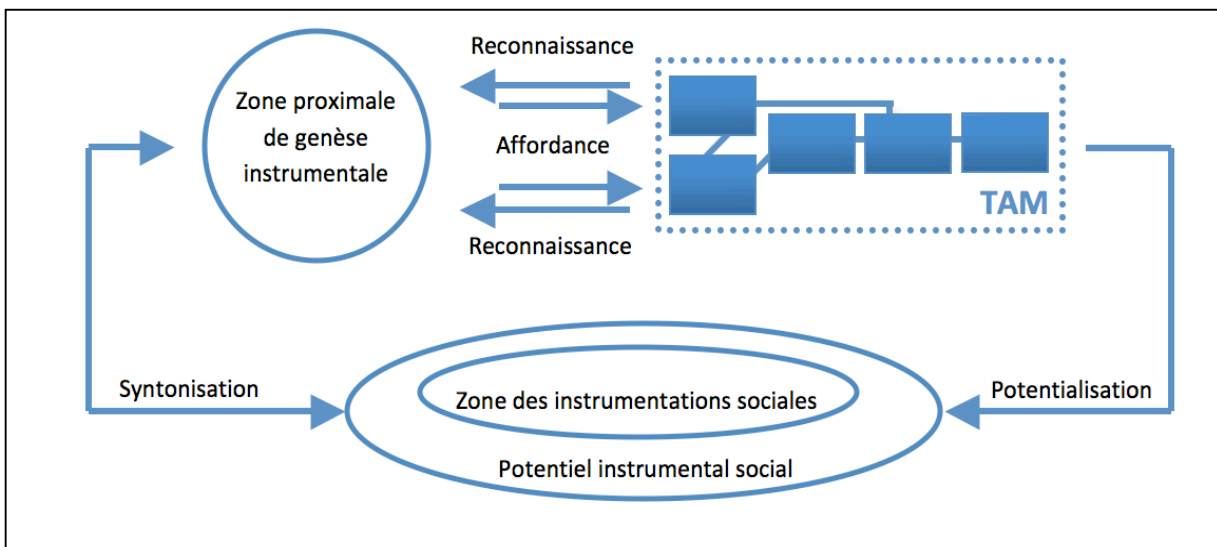 Reconnaissance
Zone proximale
de genèse
instrumentale
Affordance
TAM
Reconnaissance
Syntonisation
Zone des instrumentations sociales
Potentialisation
Potentiel instrumental social